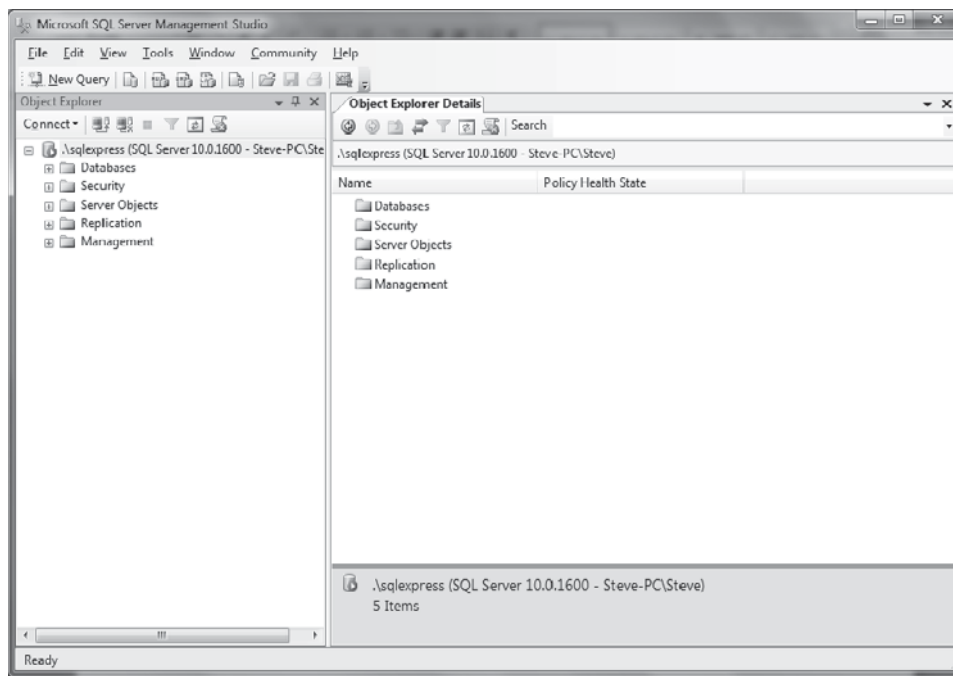 Microsoft SQL Server Management Studio
File Edit View Tools Window Community Help
New Query
Object Explorer
Connect
.\sqlexpress (SQL Server 10.0.1600 - Steve-PC\Ste
Databases
Security
Server Objects
Replication
Management
Object Explorer Details
Search
.\sqlexpress (SQL Server 10.0.1600 - Steve-PC\Steve)
Name Policy Health State
Databases
Security
Server Objects
Replication
Management
.\sqlexpress (SQL Server 10.0.1600 - Steve-PC\Steve)
5 Items
Ready